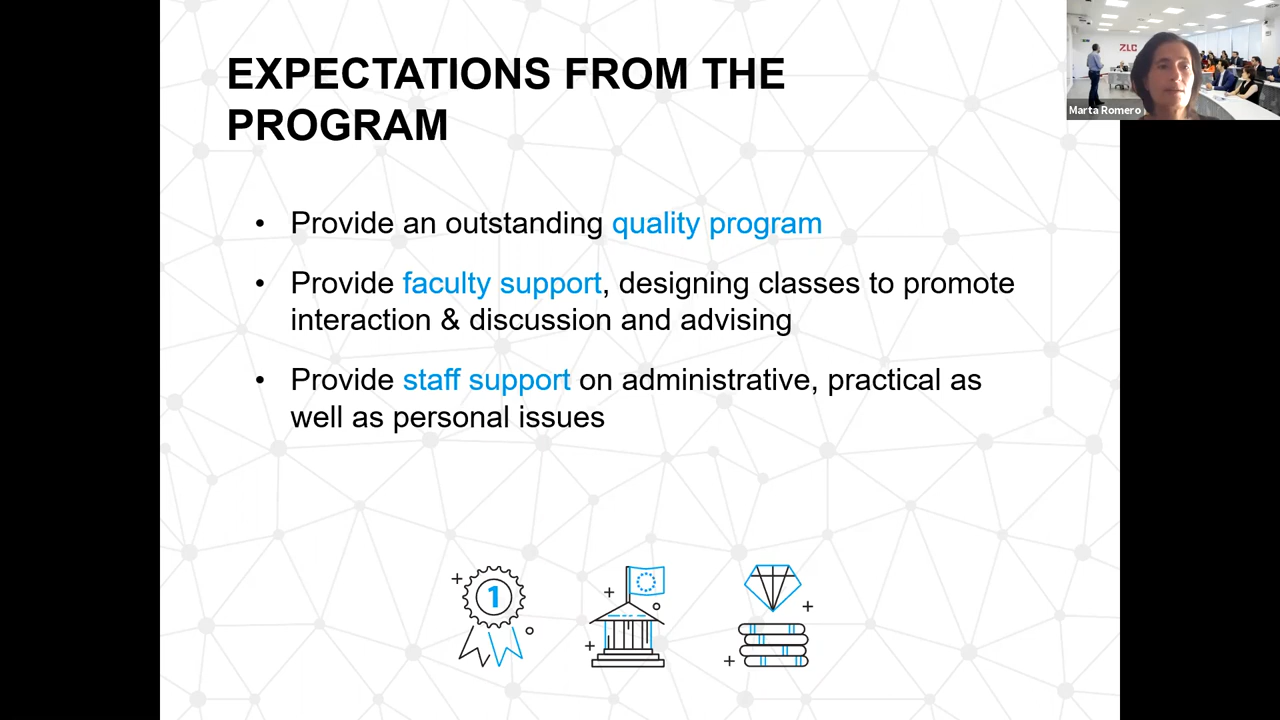 EXPECTATIONS FROM THE
PROGRAM
ZLC
Marta Romero
• Provide an outstanding quality program
• Provide faculty support, designing classes to promote
interaction & discussion and advising
• Provide staff support on administrative, practical as
well as personal issues
1